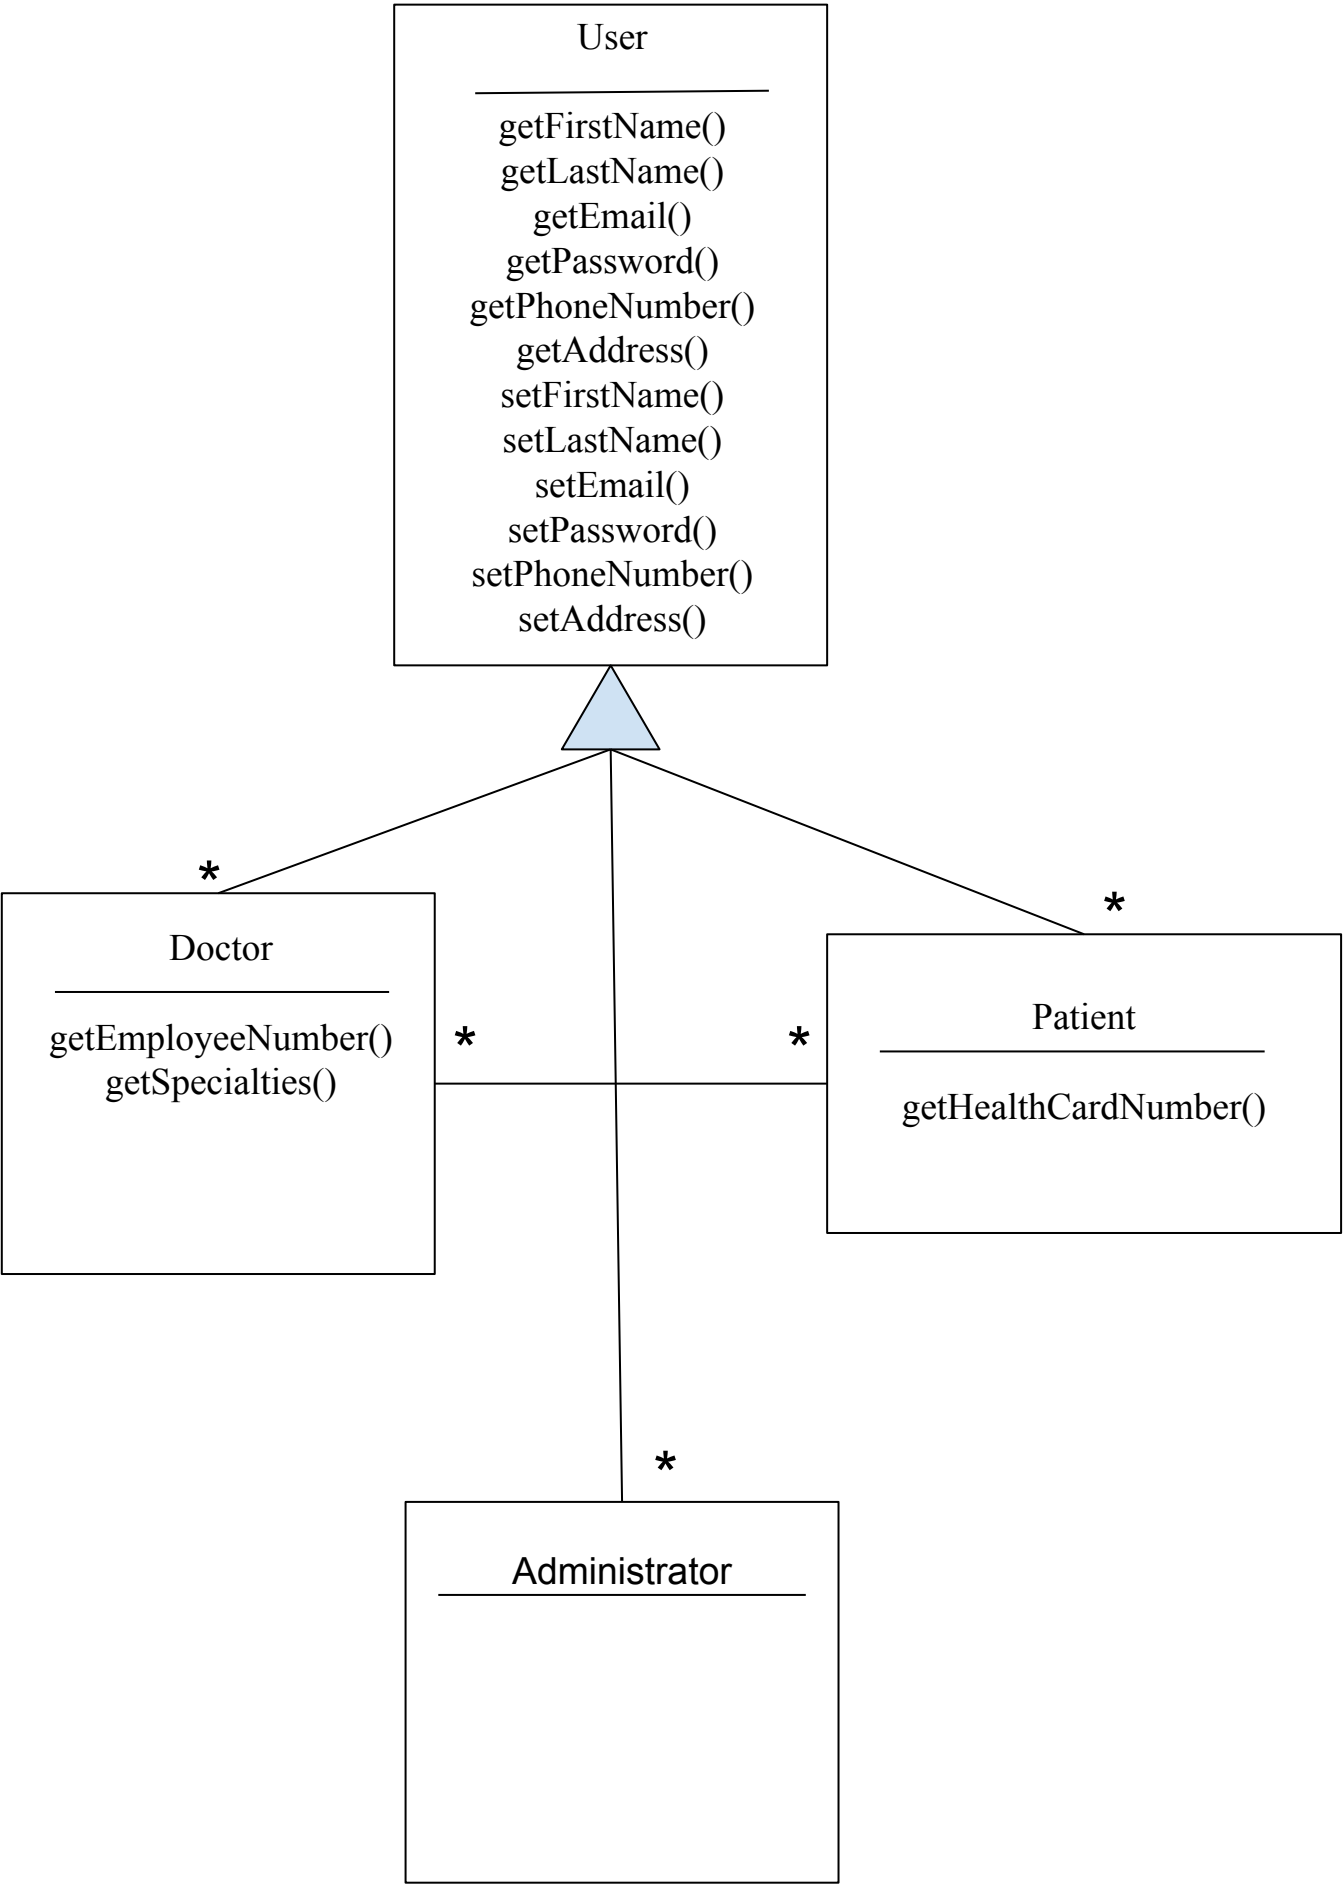 User
getFirstName()
getLastName()
getEmail()
getPassword()
getPhoneNumber()
getAddress()
setFirstName()
setLastName()
setEmail()
setPassword()
setPhoneNumber()
setAddress()
*
*
Doctor
getEmployeeNumber()
getSpecialties()
*
*
Patient
getHealthCardNumber()
*
Administrator